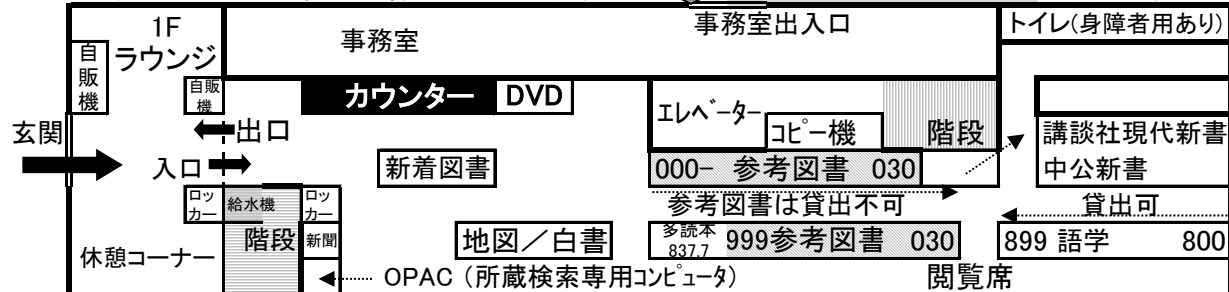 1F
ラウンジ
自販機
事務室
事務室出入口
トイレ(身障者用あり)
自販機
カウンター
DVD
エレベーター
コピー機
階段
講談社現代新書
中公新書
玄関
出口
入口
新着図書
000- 参考図書 030
参考図書は貸出不可
貸出可
ロッカー
給水機
ロッカー
階段
新聞
地図／白書
多読本
837.7
999参考図書 030
899 語学 800
休憩コーナー
OPAC（所蔵検索専用コンピュータ）
閲覧席